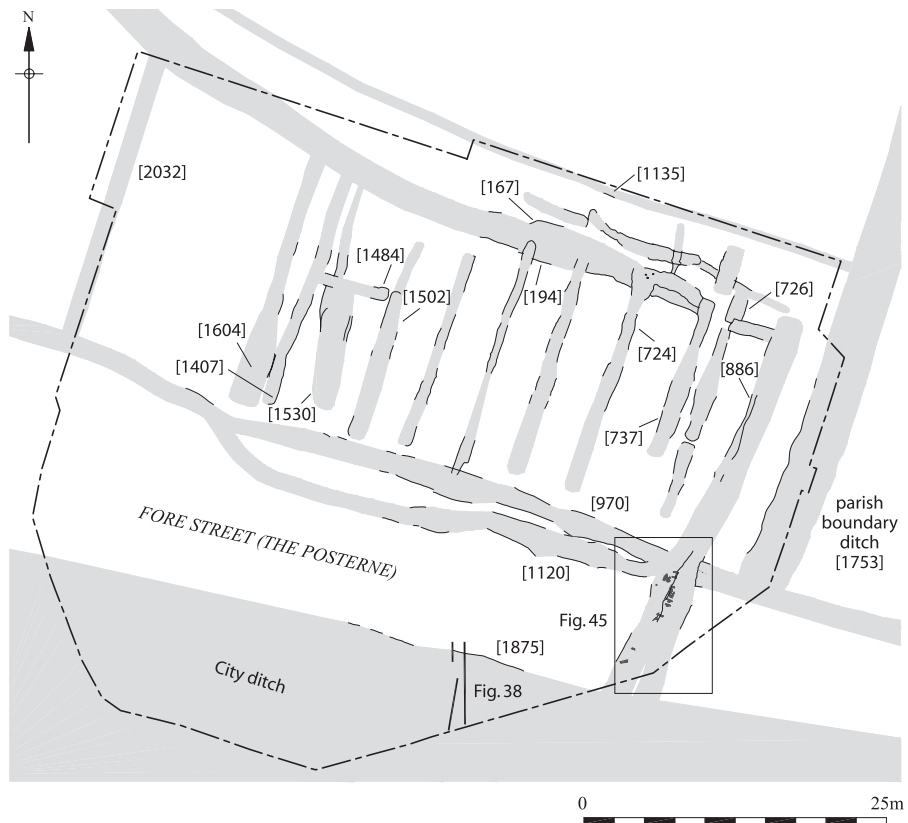 N
[2032]
[1135]
[167]
[1484]
[1502]
[194]
[726]
[1604]
[724]
[1407]
[886]
[1530]
[737]
[970]
parish
boundary
ditch
[1753]
FORE STREET (THE POSTERNE)
[1120]
Fig. 45
[1875]
City ditch
Fig. 38
0 25m